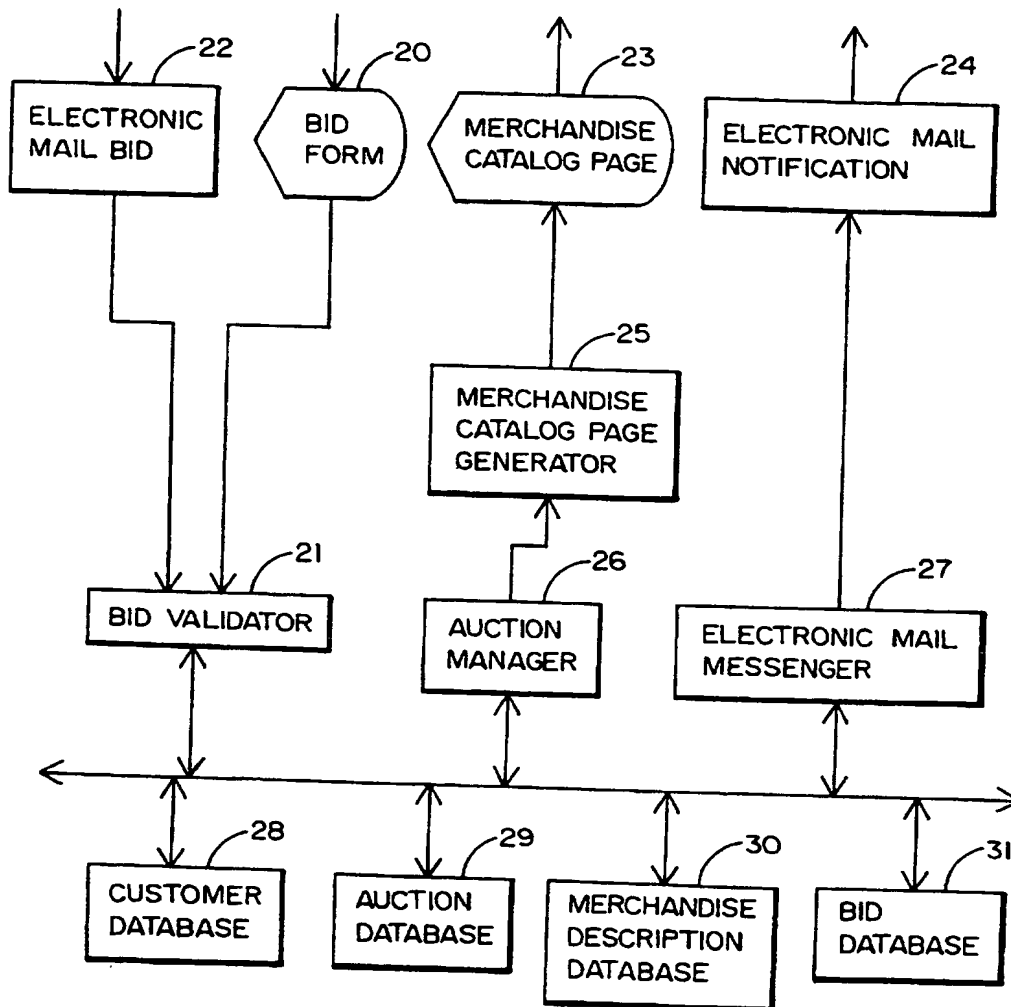 22
20
23
24
ELECTRONIC
MAIL BID
BID
FORM
MERCHANDISE
CATALOG PAGE
ELECTRONIC MAIL
NOTIFICATION
25
MERCHANDISE
CATALOG PAGE
GENERATOR
21
26
27
BID VALIDATOR
AUCTION
MANAGER
ELECTRONIC MAIL
MESSENGER
28
29
30
31
CUSTOMER
DATABASE
AUCTION
DATABASE
MERCHANDISE
DESCRIPTION
DATABASE
BID
DATABASE